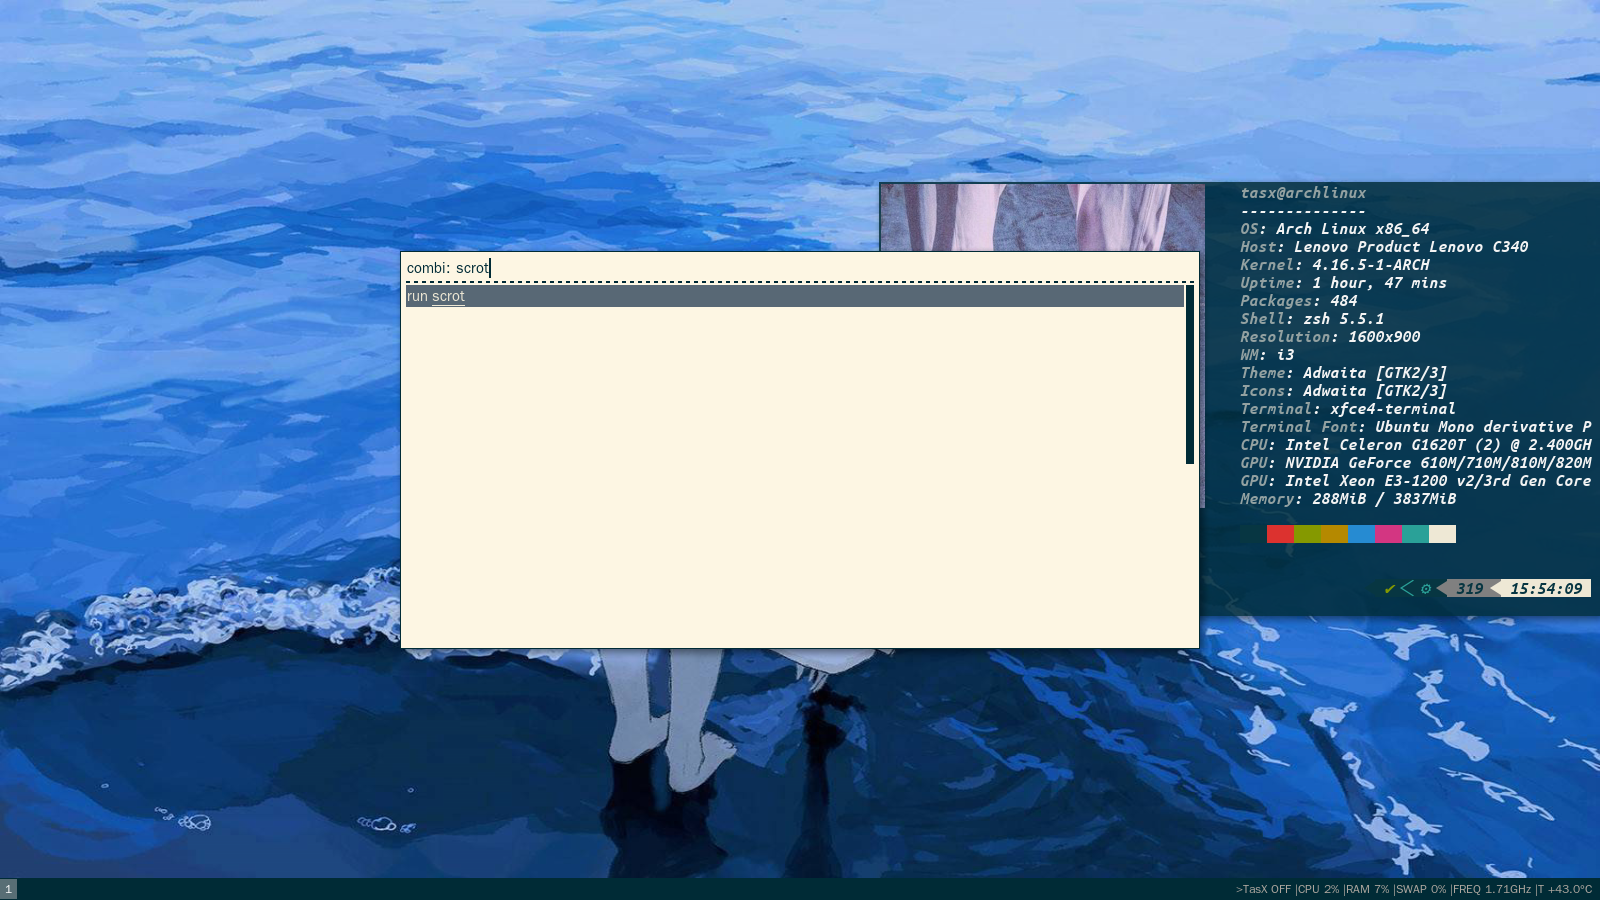 combi: scrot
run scrot
tasx@archlinux
--------------
OS: Arch Linux x86_64
Host: Lenovo Product Lenovo C340
Kernel: 4.16.5-1-ARCH
Uptime: 1 hour, 47 mins
Packages: 484
Shell: zsh 5.5.1
Resolution: 1600x900
WM: i3
Theme: Adwaita [GTK2/3]
Icons: Adwaita [GTK2/3]
Terminal: xfce4-terminal
Terminal Font: Ubuntu Mono derivative P
CPU: Intel Celeron G1620T (2) @ 2.400GH
GPU: NVIDIA GeForce 610M/710M/810M/820M
GPU: Intel Xeon E3-1200 v2/3rd Gen Core
Memory: 288MiB / 3837MiB
✔ < ⚙ 319 15:54:09
1 >TasX OFF |CPU 2% |RAM 7% |SWAP 0% |FREQ 1.71GHz |T +43.0°C